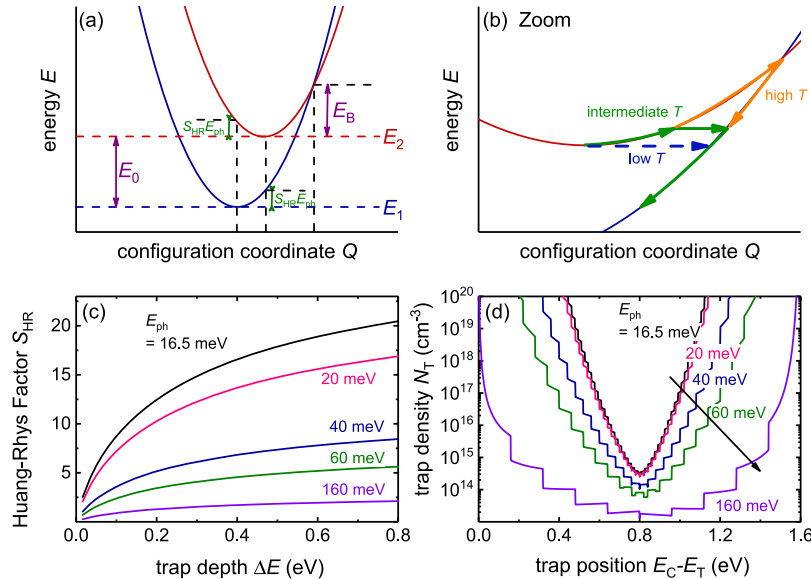 (a)
energy E
S_HR E_ph
E_B
E_2
E_0
S_HR E_ph
E_1
configuration coordinate Q
(b) Zoom
energy E
intermediate T
high T
low T
configuration coordinate Q
(c)
Huang-Rhys Factor S_HR
20
15
10
5
E_ph
= 16.5 meV
20 meV
40 meV
60 meV
160 meV
0.0 0.2 0.4 0.6 0.8
trap depth ΔE (eV)
(d)
trap density N_T (cm^-3)
10^20
10^19
10^18
10^17
10^16
10^15
10^14
E_ph
= 16.5 meV
20 meV
40 meV
60 meV
160 meV
0.0 0.4 0.8 1.2 1.6
trap position E_C-E_T (eV)